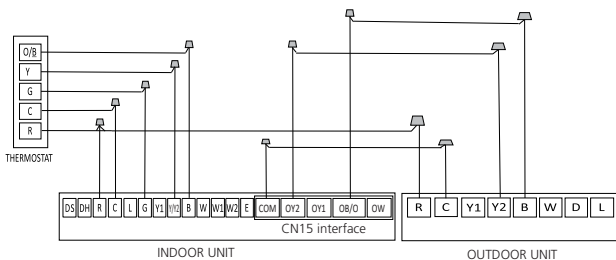 O/B
Y
G
C
R
THERMOSTAT
DS DH R C L G Y1 Y/Y2 B W W1 W2 E COM OY2 OY1 OB/O OW
CN15 interface
INDOOR UNIT
R C Y1 Y2 B W D L
OUTDOOR UNIT